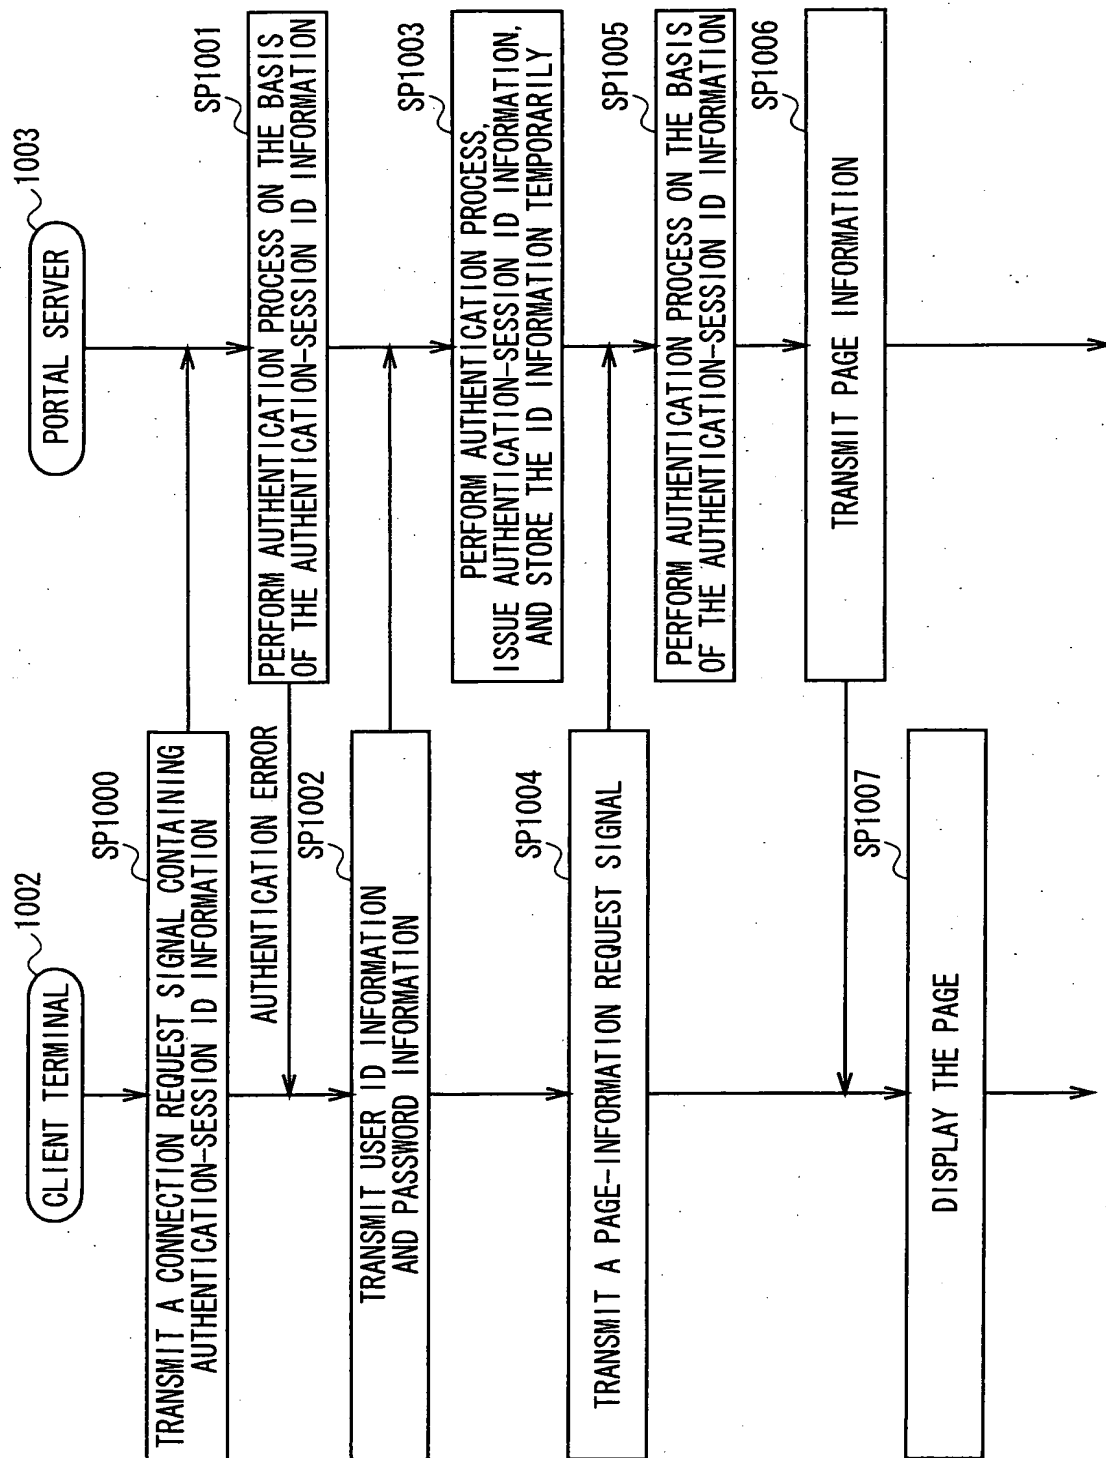 CLIENT TERMINAL
1002
PORTAL SERVER
1003
SP1000
TRANSMIT A CONNECTION REQUEST SIGNAL CONTAINING
AUTHENTICATION-SESSION ID INFORMATION
SP1001
PERFORM AUTHENTICATION PROCESS ON THE BASIS
OF THE AUTHENTICATION-SESSION ID INFORMATION
AUTHENTICATION ERROR
SP1002
TRANSMIT USER ID INFORMATION
AND PASSWORD INFORMATION
SP1003
PERFORM AUTHENTICATION PROCESS,
ISSUE AUTHENTICATION-SESSION ID INFORMATION,
AND STORE THE ID INFORMATION TEMPORARILY
SP1004
TRANSMIT A PAGE-INFORMATION REQUEST SIGNAL
SP1005
PERFORM AUTHENTICATION PROCESS ON THE BASIS
OF THE AUTHENTICATION-SESSION ID INFORMATION
SP1006
TRANSMIT PAGE INFORMATION
SP1007
DISPLAY THE PAGE